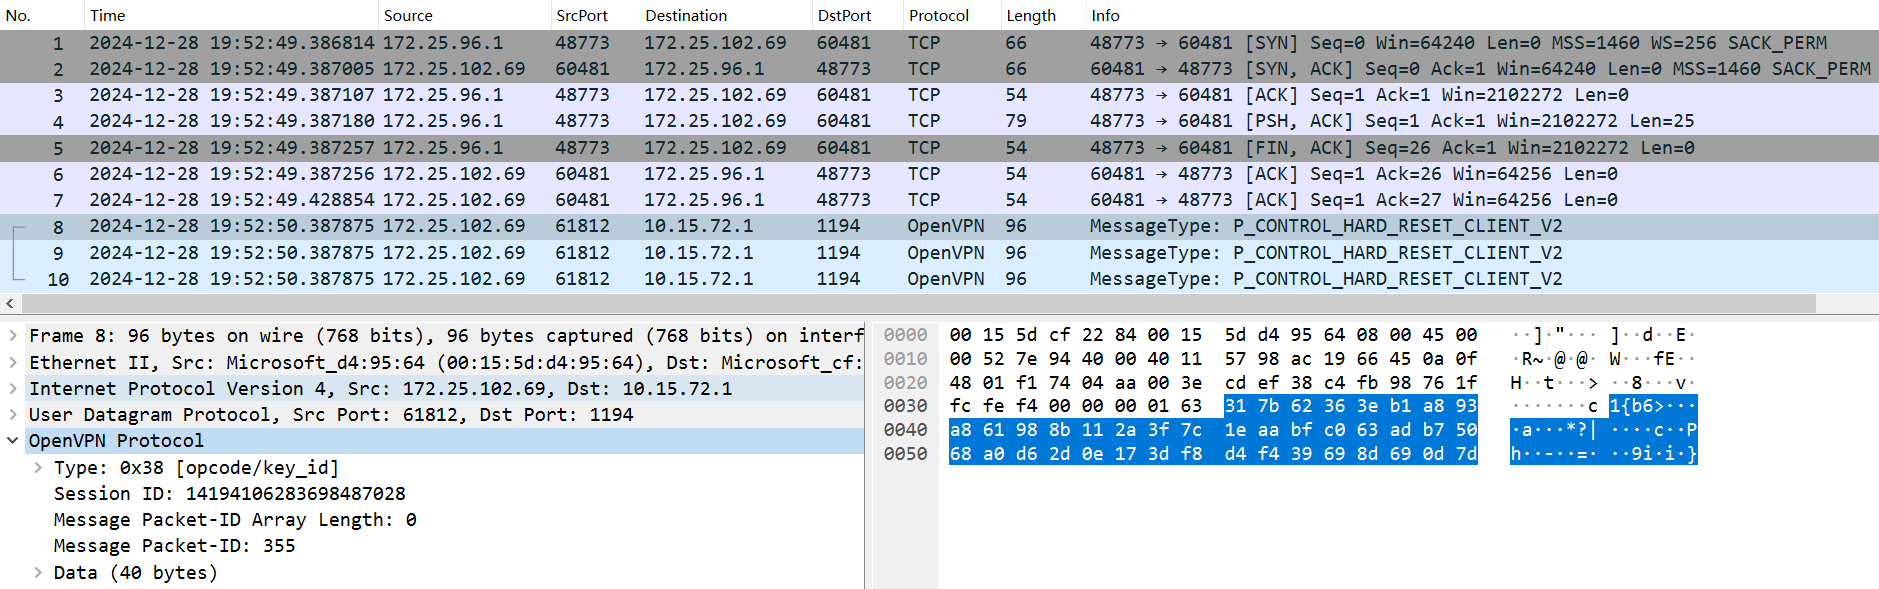 No. Time Source SrcPort Destination DstPort Protocol Length Info
1 2024-12-28 19:52:49.386814 172.25.96.1 48773 172.25.102.69 60481 TCP 66 48773 → 60481 [SYN] Seq=0 Win=64240 Len=0 MSS=1460 WS=256 SACK_PERM
2 2024-12-28 19:52:49.387005 172.25.102.69 60481 172.25.96.1 48773 TCP 66 60481 → 48773 [SYN, ACK] Seq=0 Ack=1 Win=64240 Len=0 MSS=1460 SACK_PERM
3 2024-12-28 19:52:49.387107 172.25.96.1 48773 172.25.102.69 60481 TCP 54 48773 → 60481 [ACK] Seq=1 Ack=1 Win=2102272 Len=0
4 2024-12-28 19:52:49.387180 172.25.96.1 48773 172.25.102.69 60481 TCP 79 48773 → 60481 [PSH, ACK] Seq=1 Ack=1 Win=2102272 Len=25
5 2024-12-28 19:52:49.387257 172.25.96.1 48773 172.25.102.69 60481 TCP 54 48773 → 60481 [FIN, ACK] Seq=26 Ack=1 Win=2102272 Len=0
6 2024-12-28 19:52:49.387256 172.25.102.69 60481 172.25.96.1 48773 TCP 54 60481 → 48773 [ACK] Seq=1 Ack=26 Win=64256 Len=0
7 2024-12-28 19:52:49.428854 172.25.102.69 60481 172.25.96.1 48773 TCP 54 60481 → 48773 [ACK] Seq=1 Ack=27 Win=64256 Len=0
8 2024-12-28 19:52:50.387875 172.25.102.69 61812 10.15.72.1 1194 OpenVPN 96 MessageType: P_CONTROL_HARD_RESET_CLIENT_V2
9 2024-12-28 19:52:50.387875 172.25.102.69 61812 10.15.72.1 1194 OpenVPN 96 MessageType: P_CONTROL_HARD_RESET_CLIENT_V2
10 2024-12-28 19:52:50.387875 172.25.102.69 61812 10.15.72.1 1194 OpenVPN 96 MessageType: P_CONTROL_HARD_RESET_CLIENT_V2
Frame 8: 96 bytes on wire (768 bits), 96 bytes captured (768 bits) on interf
Ethernet II, Src: Microsoft_d4:95:64 (00:15:5d:d4:95:64), Dst: Microsoft_cf:
Internet Protocol Version 4, Src: 172.25.102.69, Dst: 10.15.72.1
User Datagram Protocol, Src Port: 61812, Dst Port: 1194
OpenVPN Protocol
Type: 0x38 [opcode/key_id]
Session ID: 14194106283698487028
Message Packet-ID Array Length: 0
Message Packet-ID: 355
Data (40 bytes)
0000 00 15 5d cf 22 84 00 15 5d d4 95 64 08 00 45 00 ··]·"··· ]··d··E·
0010 00 52 7e 94 40 00 40 11 57 98 ac 19 66 45 0a 0f ·R~·@·@· W···fE··
0020 48 01 f1 74 04 aa 00 3e cd ef 38 c4 fb 98 76 1f H··t···> ··8···v·
0030 fc fe f4 00 00 00 01 63 31 7b 62 36 3e b1 a8 93 ·······c 1{b6>···
0040 a8 61 98 8b 11 2a 3f 7c 1e aa bf c0 63 ad b7 50 ·a···*?| ····c··P
0050 68 a0 d6 2d 0e 17 3d f8 d4 f4 39 69 8d 69 0d 7d h··-··=· ··9i·i·}